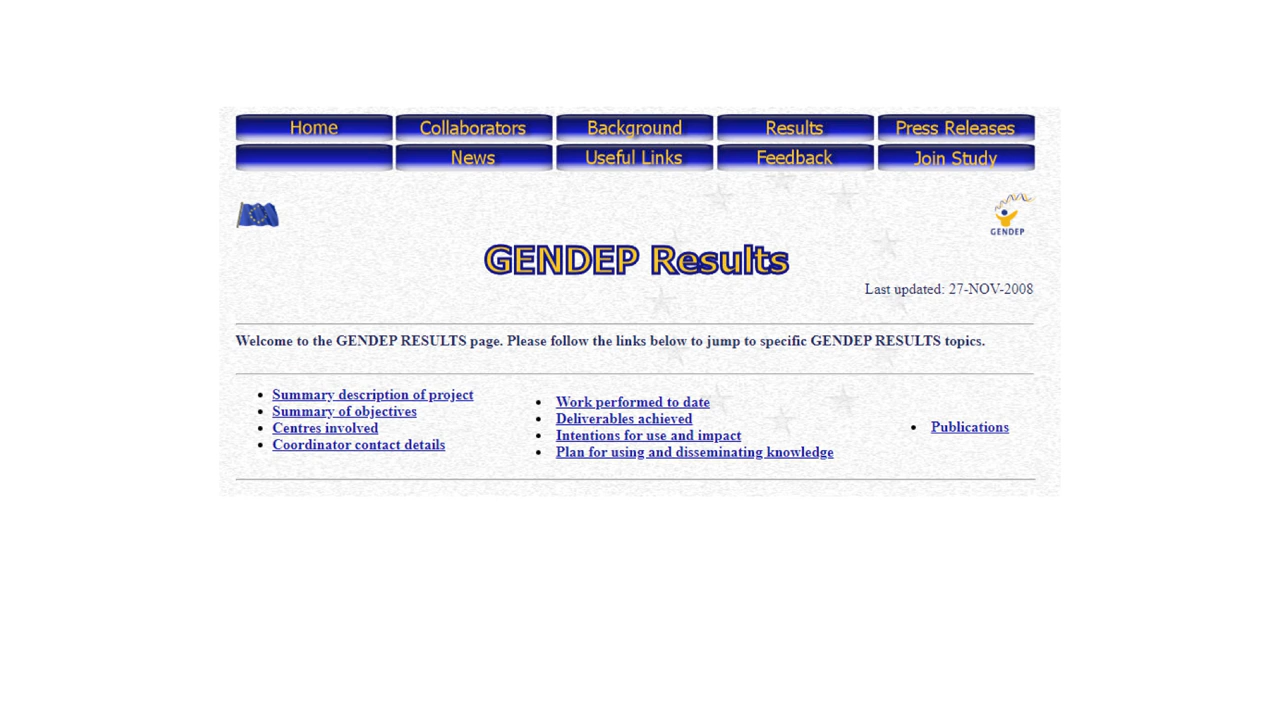 Home Collaborators Background Results Press Releases
News Useful Links Feedback Join Study
GENDEP
GENDEP Results
Last updated: 27-NOV-2008
Welcome to the GENDEP RESULTS page. Please follow the links below to jump to specific GENDEP RESULTS topics.
Summary description of project
Summary of objectives
Centres involved
Coordinator contact details
Work performed to date
Deliverables achieved
Intentions for use and impact
Plan for using and disseminating knowledge
Publications